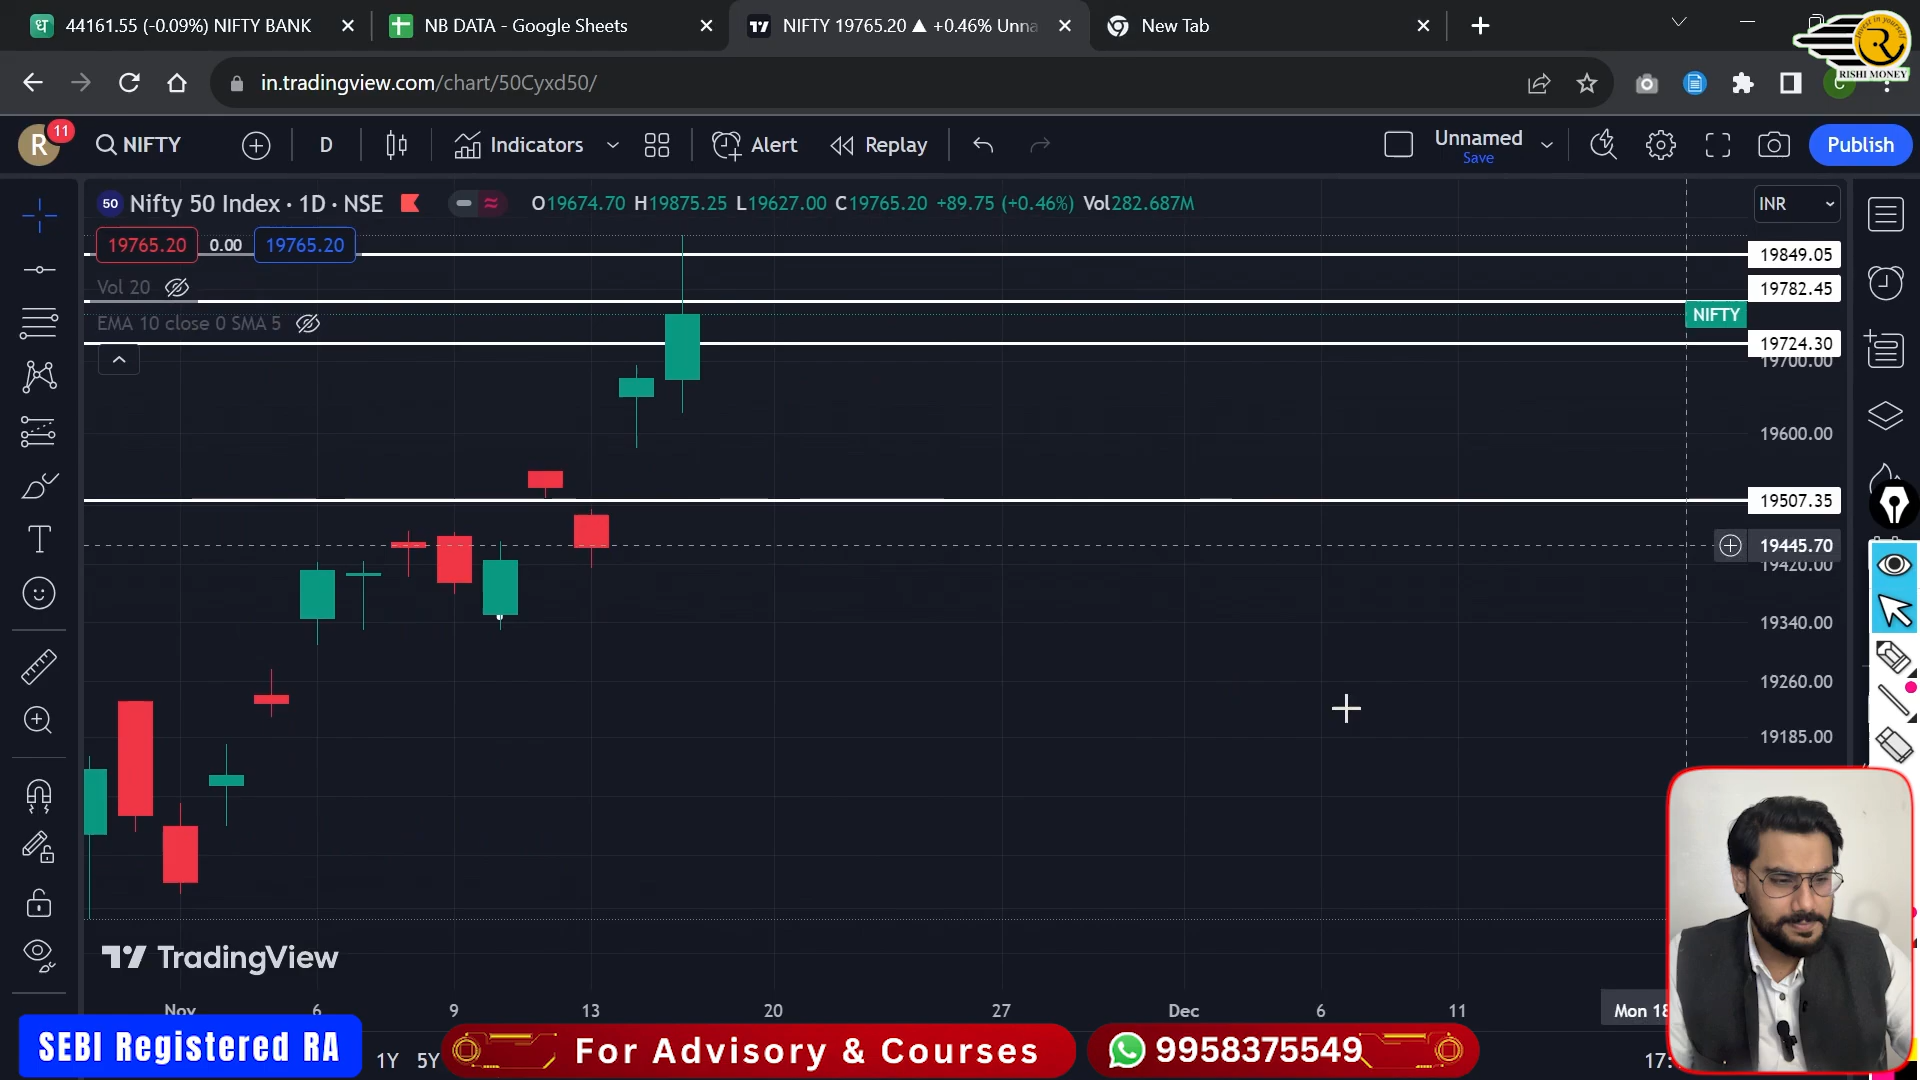 44161.55 (-0.09%) NIFTY BANK
NB DATA - Google Sheets
NIFTY 19765.20 ▲ +0.46% Unna
New Tab
RISHI MONEY
in.tradingview.com/chart/50Cyxd50/
R
11
NIFTY
D
Indicators
Alert
Replay
Unnamed
Save
Publish
50
Nifty 50 Index · 1D · NSE
O19674.70 H19875.25 L19627.00 C19765.20 +89.75 (+0.46%) Vol282.687M
INR
19765.20 0.00 19765.20
Vol 20
EMA 10 close 0 SMA 5
19849.05
19782.45
NIFTY
19724.30
19700.00
19600.00
19507.35
19445.70
19420.00
19340.00
19260.00
19185.00
TradingView
Nov 6 9 13 20 27 Dec 6 11 Mon 18
SEBI Registered RA
1Y 5Y
For Advisory & Courses
9958375549
17: